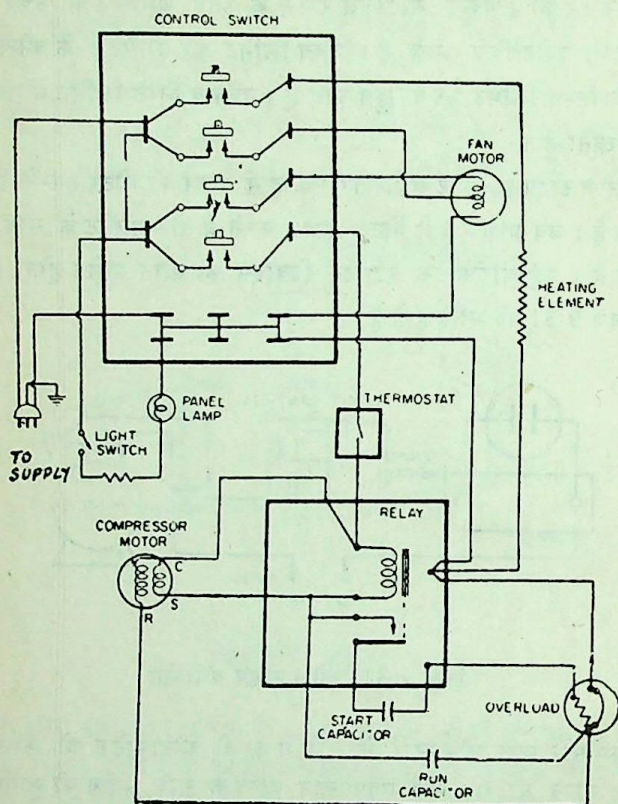 CONTROL SWITCH
FAN
MOTOR
HEATING
ELEMENT
PANEL
LAMP
THERMOSTAT
LIGHT
SWITCH
TO
SUPPLY
RELAY
COMPRESSOR
MOTOR
C
S
R
OVERLOAD
START
CAPACITOR
RUN
CAPACITOR